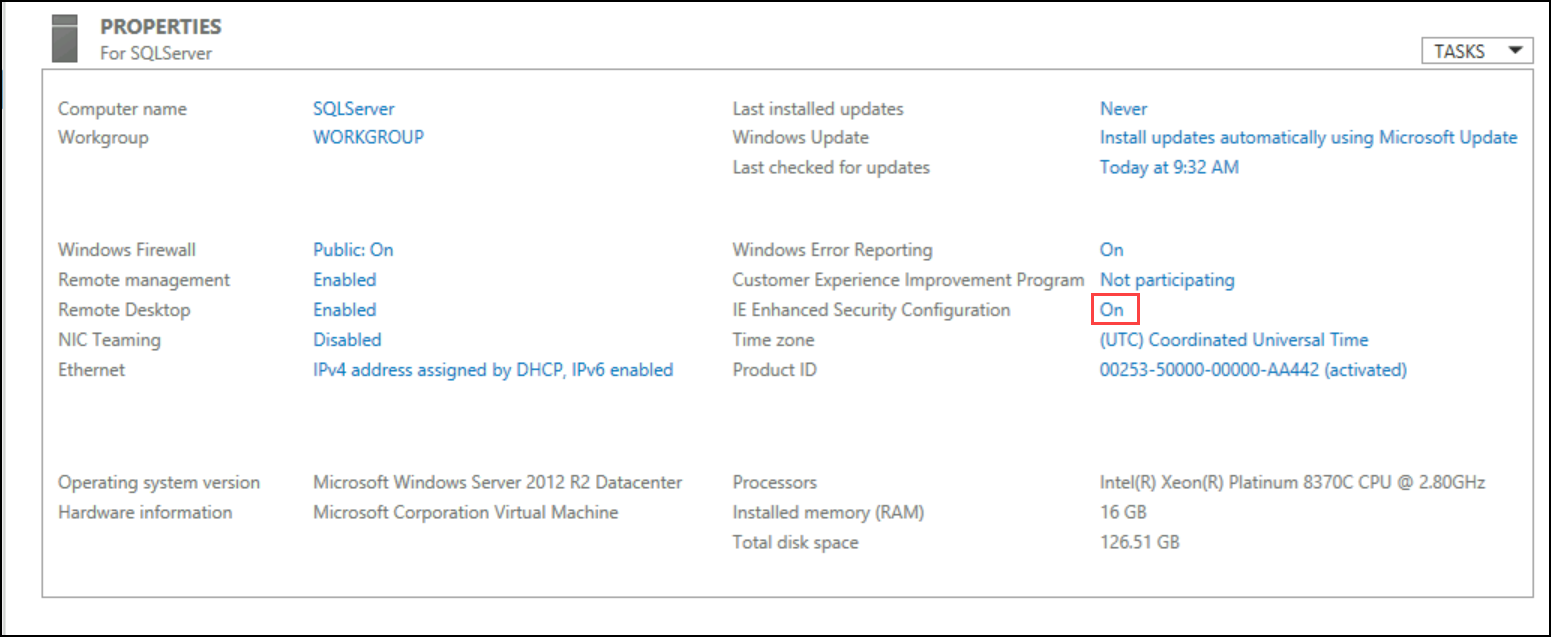 PROPERTIES
For SQLServer
TASKS
Computer name SQLServer Last installed updates Never
Workgroup WORKGROUP Windows Update Install updates automatically using Microsoft Update
Last checked for updates Today at 9:32 AM
Windows Firewall Public: On Windows Error Reporting On
Remote management Enabled Customer Experience Improvement Program Not participating
Remote Desktop Enabled IE Enhanced Security Configuration On
NIC Teaming Disabled Time zone (UTC) Coordinated Universal Time
Ethernet IPv4 address assigned by DHCP, IPv6 enabled Product ID 00253-50000-00000-AA442 (activated)
Operating system version Microsoft Windows Server 2012 R2 Datacenter Processors Intel(R) Xeon(R) Platinum 8370C CPU @ 2.80GHz
Hardware information Microsoft Corporation Virtual Machine Installed memory (RAM) 16 GB
Total disk space 126.51 GB